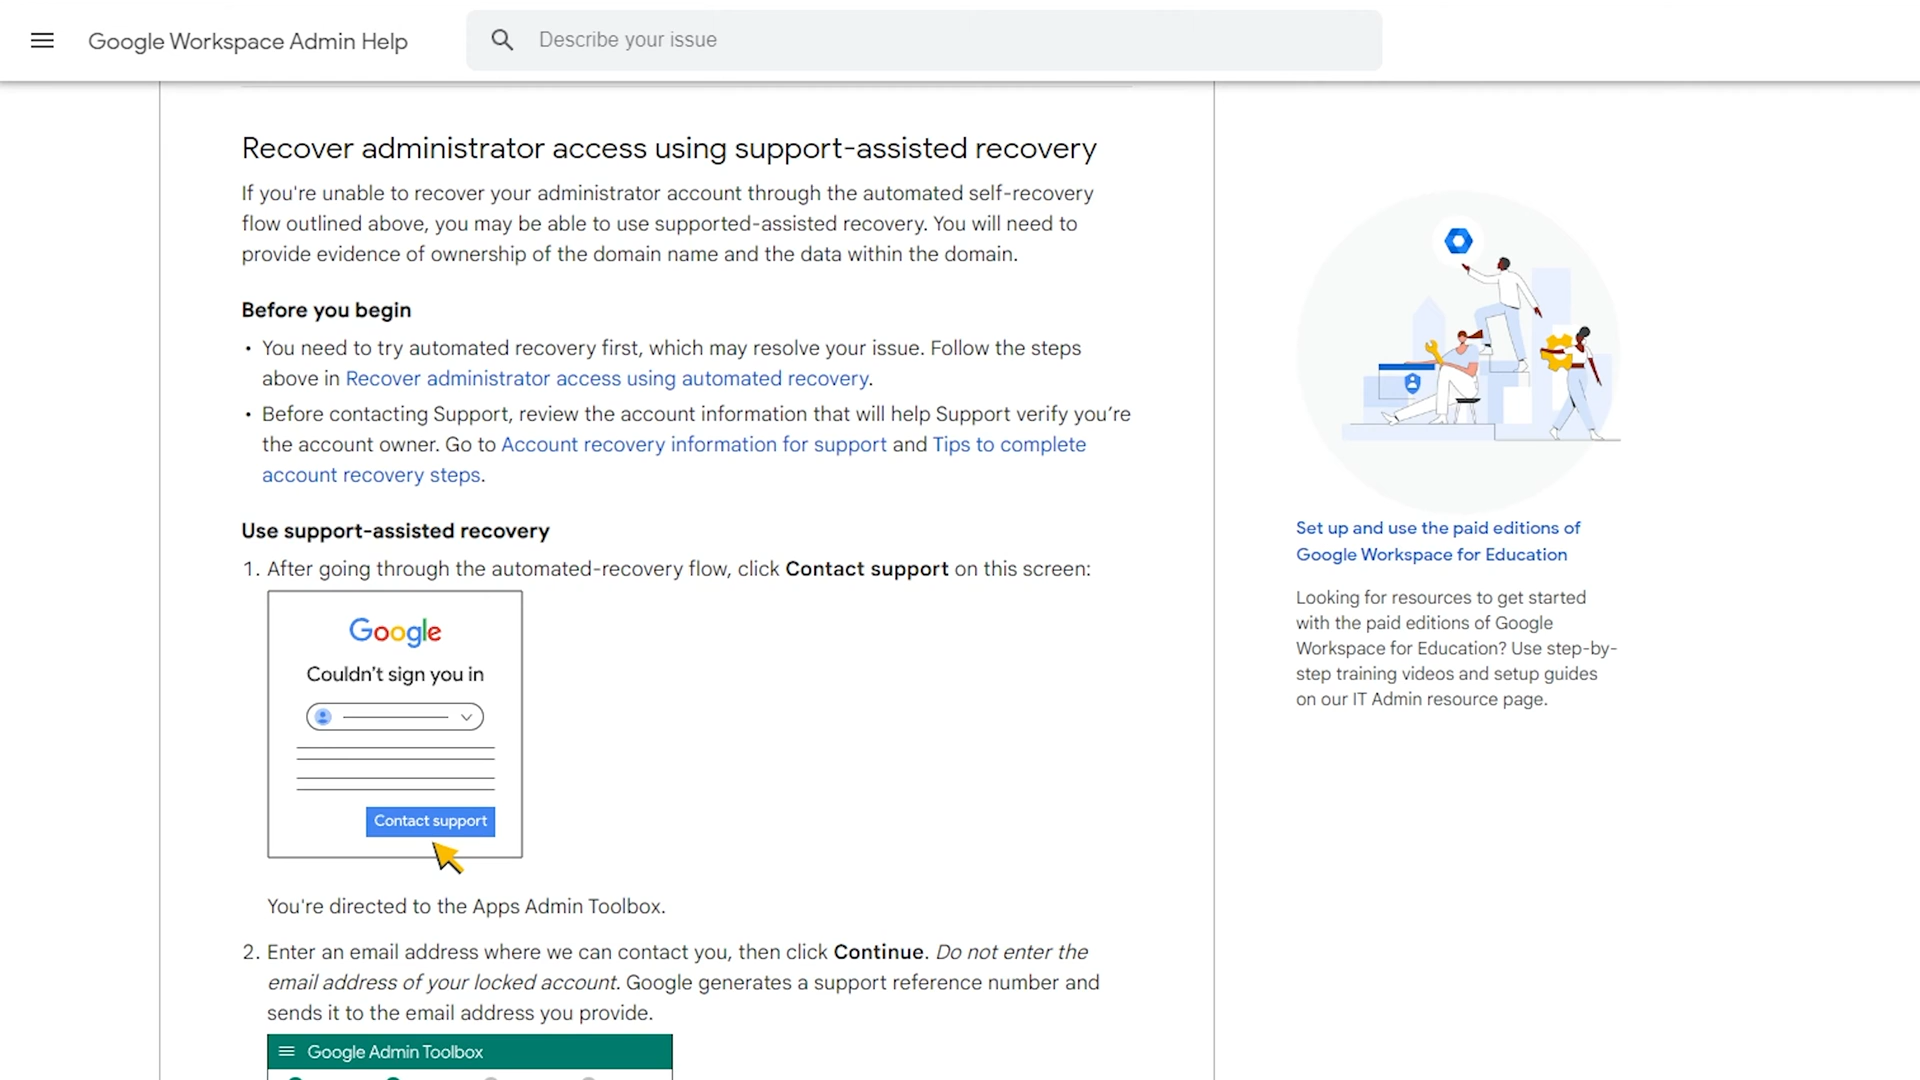 Google Workspace Admin Help
Describe your issue
Recover administrator access using support-assisted recovery
If you're unable to recover your administrator account through the automated self-recovery
flow outlined above, you may be able to use supported-assisted recovery. You will need to
provide evidence of ownership of the domain name and the data within the domain.
Before you begin
• You need to try automated recovery first, which may resolve your issue. Follow the steps
above in Recover administrator access using automated recovery.
• Before contacting Support, review the account information that will help Support verify you’re
the account owner. Go to Account recovery information for support and Tips to complete
account recovery steps.
Use support-assisted recovery
1. After going through the automated-recovery flow, click Contact support on this screen:
Google
Couldn't sign you in
Contact support
You're directed to the Apps Admin Toolbox.
2. Enter an email address where we can contact you, then click Continue. Do not enter the
email address of your locked account. Google generates a support reference number and
sends it to the email address you provide.
Google Admin Toolbox
Set up and use the paid editions of
Google Workspace for Education
Looking for resources to get started
with the paid editions of Google
Workspace for Education? Use step-by-
step training videos and setup guides
on our IT Admin resource page.